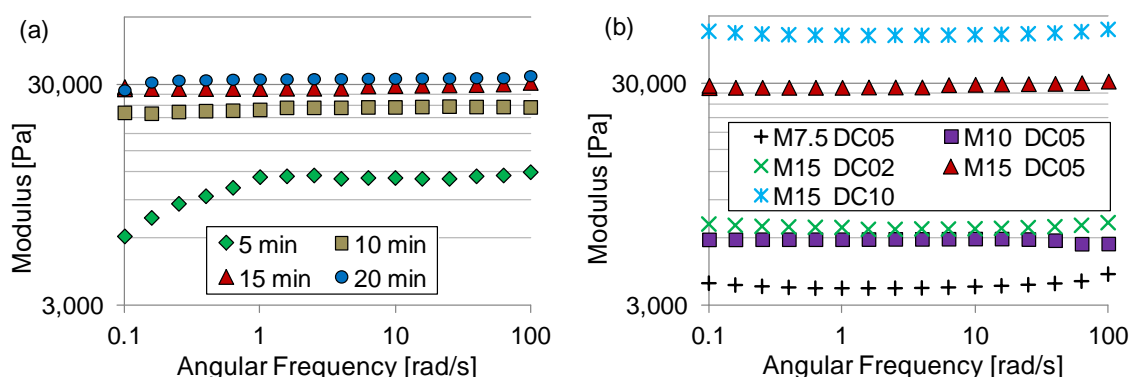 (a)
Modulus [Pa]
30,000
3,000
0.1 1 10 100
Angular Frequency [rad/s]
5 min 10 min
15 min 20 min
(b)
Modulus [Pa]
30,000
3,000
0.1 1 10 100
Angular Frequency [rad/s]
M7.5 DC05 M10 DC05
M15 DC02 M15 DC05
M15 DC10